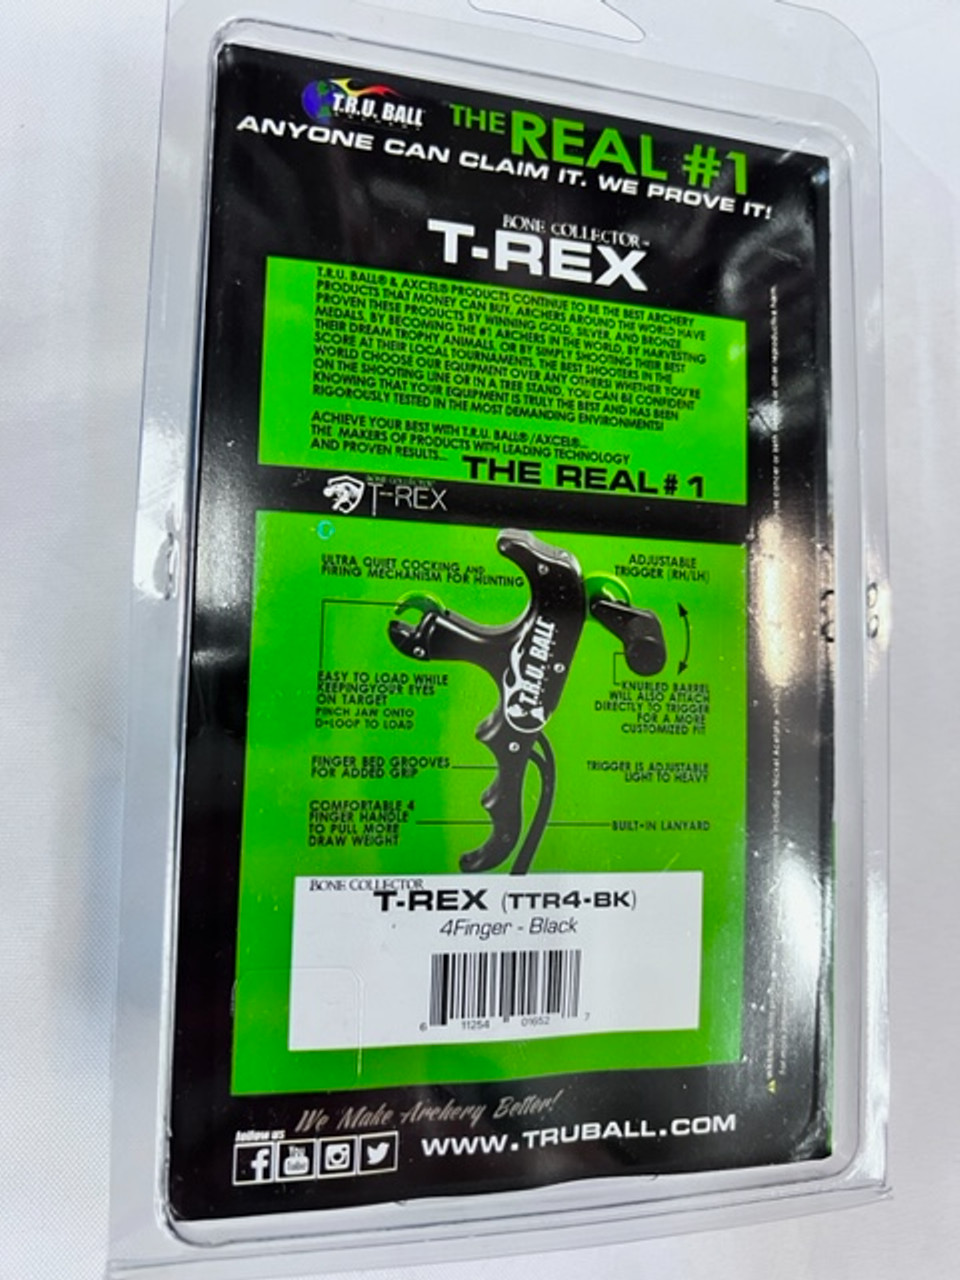 T.R.U. BALL
THE REAL #1
ANYONE CAN CLAIM IT. WE PROVE IT!
BONE COLLECTOR™
T-REX
T.R.U. BALL® & AXCEL® PRODUCTS CONTINUE TO BE THE BEST ARCHERY
PRODUCTS THAT MONEY CAN BUY. ARCHERS AROUND THE WORLD HAVE
PROVEN THESE PRODUCTS BY WINNING GOLD, SILVER, AND BRONZE
MEDALS, BY BECOMING THE #1 ARCHERS IN THE WORLD, BY HARVESTING
THEIR DREAM TROPHY ANIMALS, OR BY SIMPLY SHOOTING THEIR BEST
SCORE AT THEIR LOCAL TOURNAMENTS. THE BEST SHOOTERS IN THE
WORLD CHOOSE OUR EQUIPMENT OVER ANY OTHERS! WHETHER YOU'RE
ON THE SHOOTING LINE OR IN A TREE STAND, YOU CAN BE CONFIDENT
KNOWING THAT YOUR EQUIPMENT IS TRULY THE BEST AND HAS BEEN
RIGOROUSLY TESTED IN THE MOST DEMANDING ENVIRONMENTS!
ACHIEVE YOUR BEST WITH T.R.U. BALL® /AXCEL®...
THE MAKERS OF PRODUCTS WITH LEADING TECHNOLOGY
AND PROVEN RESULTS... THE REAL #1
BONE COLLECTOR
T-REX
ULTRA QUIET COCKING AND
FIRING MECHANISM FOR HUNTING
ADJUSTABLE
TRIGGER (RH/LH)
T.R.U. BALL
EASY TO LOAD WHILE
KEEPINGYOUR EYES
ON TARGET
PINCH JAW ONTO
D-LOOP TO LOAD
KNURLED BARREL
WILL ALSO ATTACH
DIRECTLY TO TRIGGER
FOR A MORE
CUSTOMIZED FIT
FINGER BED GROOVES
FOR ADDED GRIP
TRIGGER IS ADJUSTABLE
LIGHT TO HEAVY
COMFORTABLE 4
FINGER HANDLE
TO PULL MORE
DRAW WEIGHT
BUILT-IN LANYARD
BONE COLLECTOR
T-REX (TTR4-BK)
4Finger - Black
6 11254 01652 7
We Make Archery Better!
follow us
You Tube
WWW.TRUBALL.COM